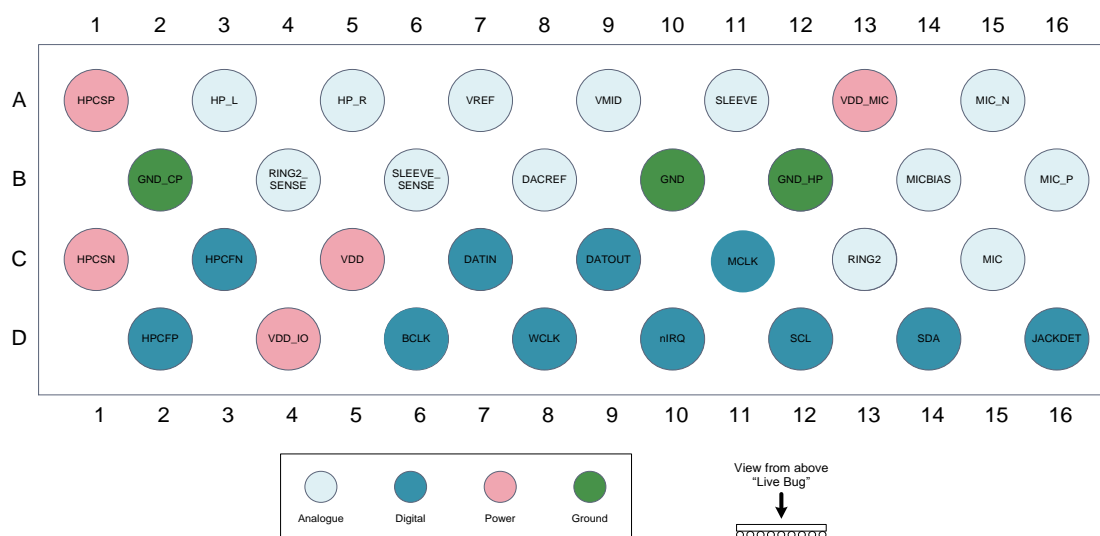 1 2 3 4 5 6 7 8 9 10 11 12 13 14 15 16
A HPCSP HP_L HP_R VREF VMID SLEEVE VDD_MIC MIC_N
B GND_CP RING2_ SENSE SLEEVE_ SENSE DACREF GND GND_HP MICBIAS MIC_P
C HPCSN HPCFN VDD DATIN DATOUT MCLK RING2 MIC
D HPCFP VDD_IO BCLK WCLK nIRQ SCL SDA JACKDET
1 2 3 4 5 6 7 8 9 10 11 12 13 14 15 16
Analogue Digital Power Ground
View from above
“Live Bug”